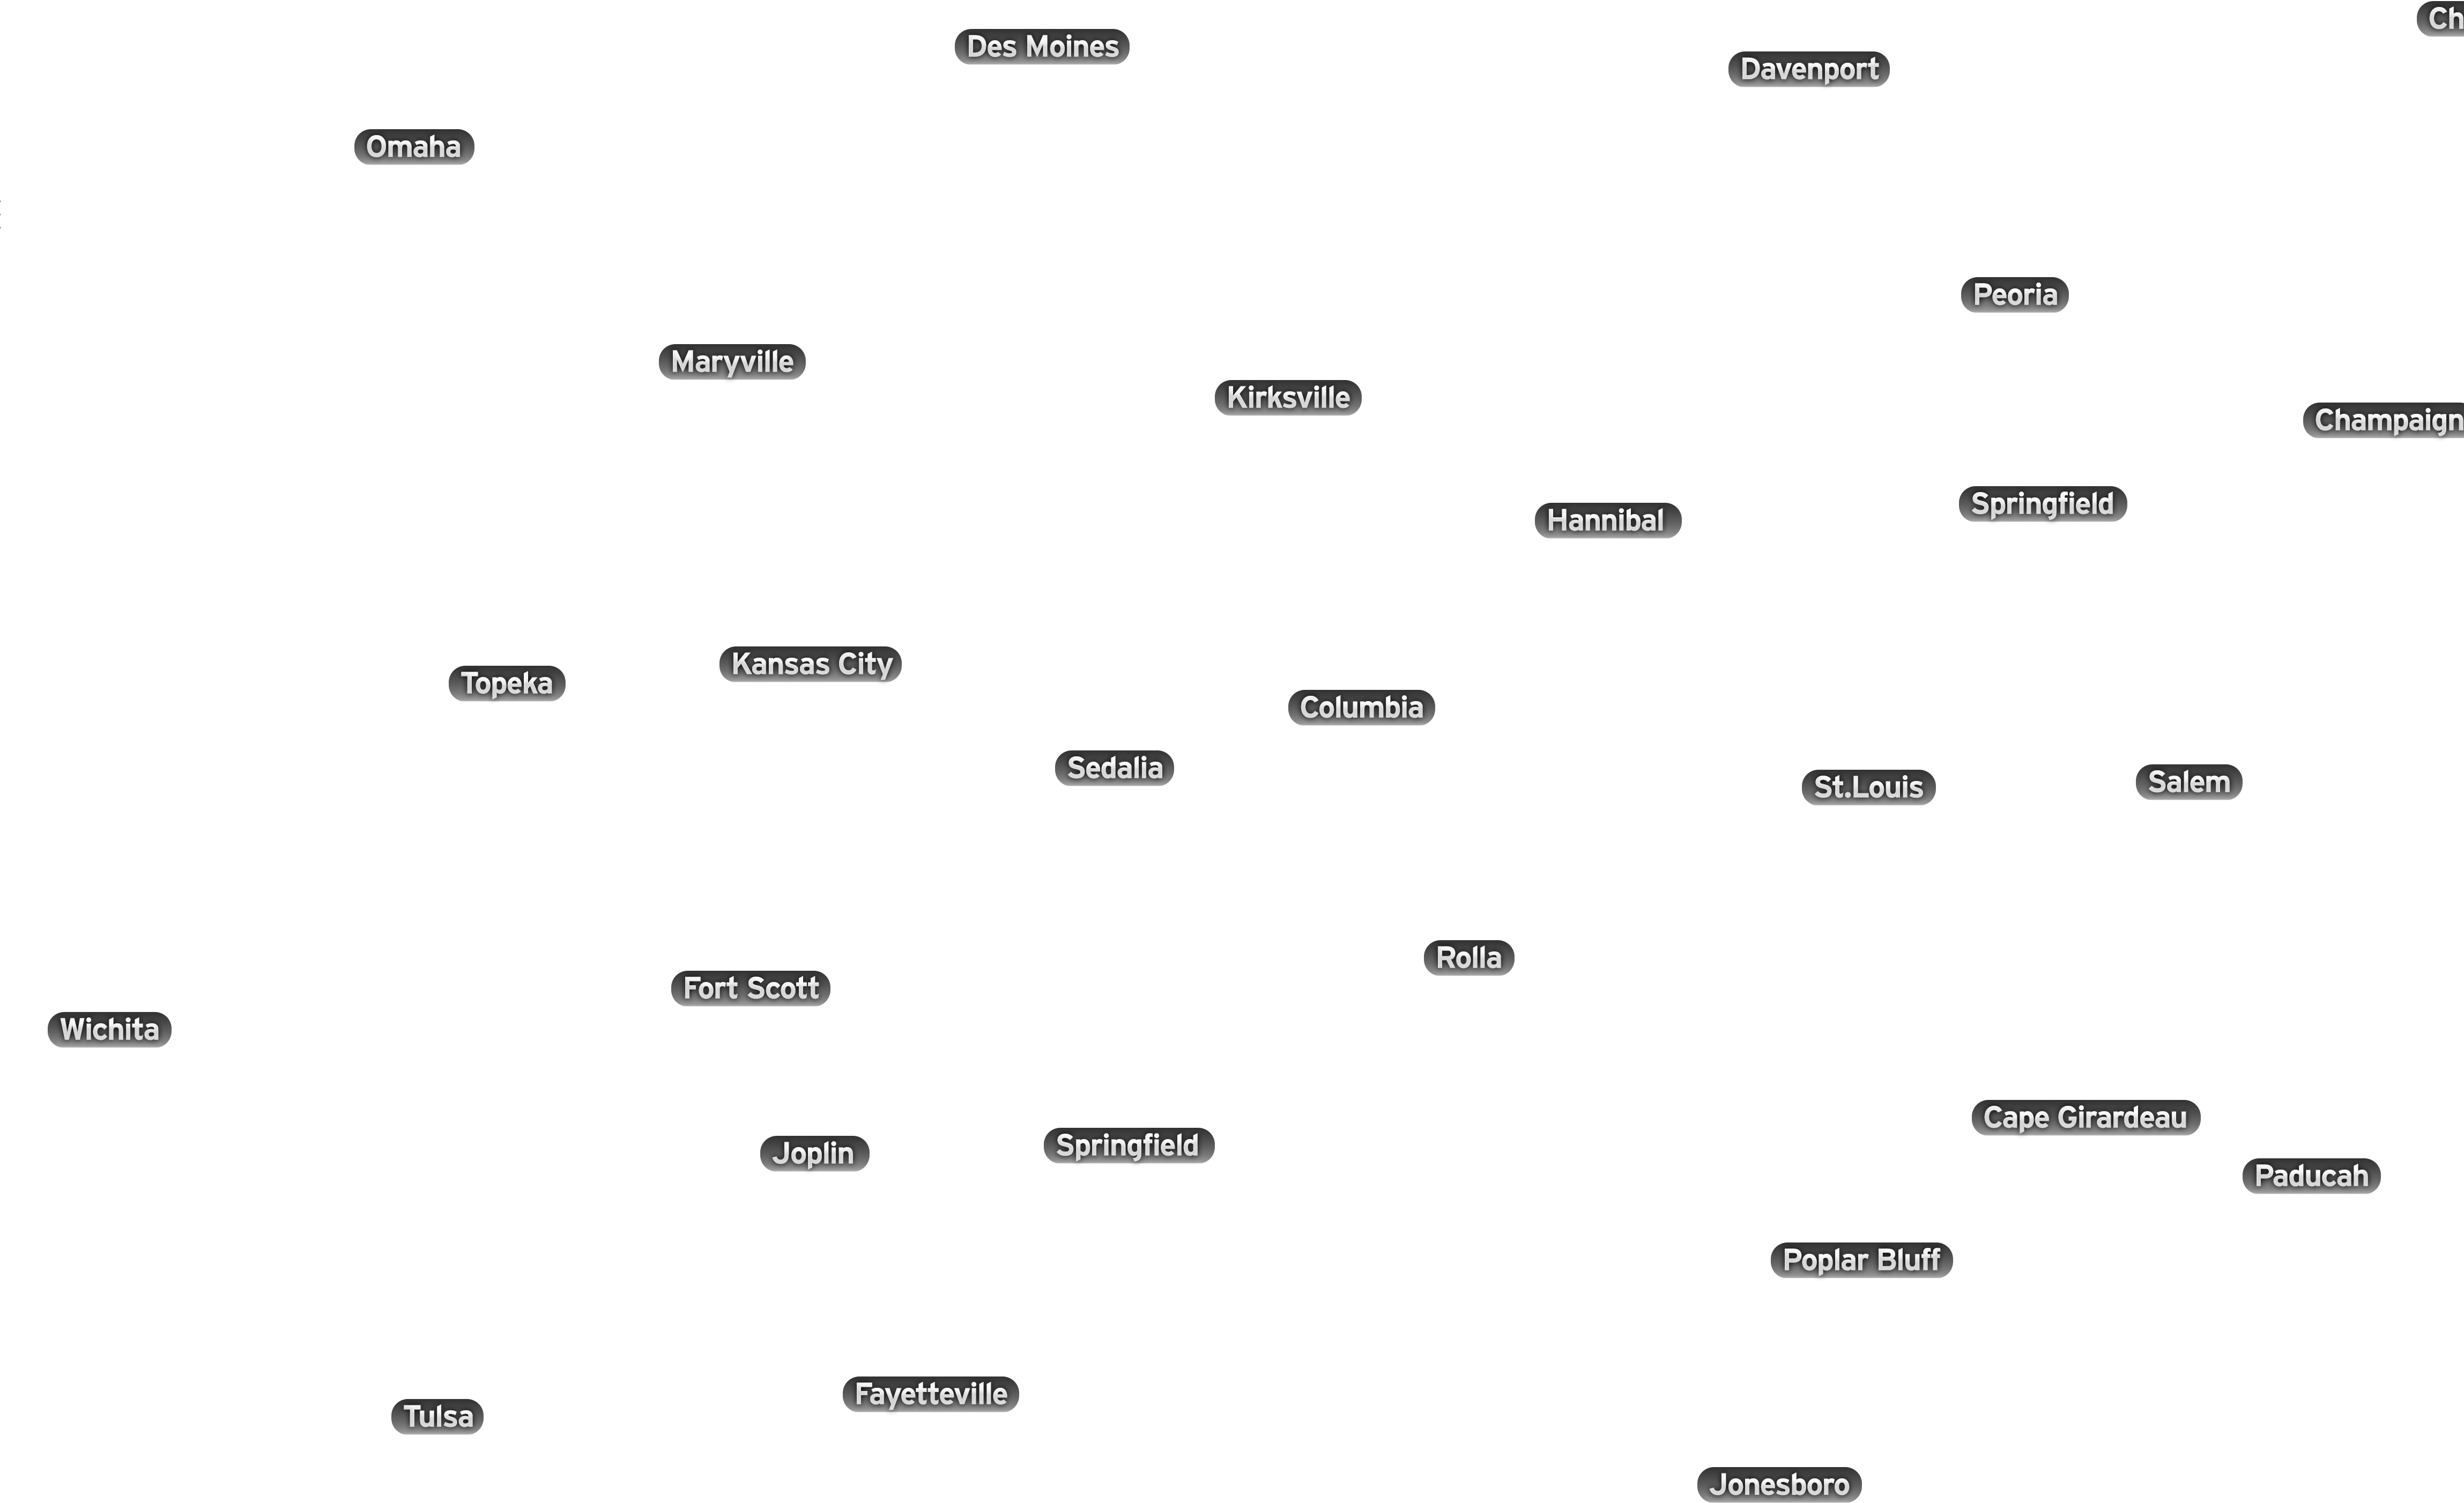 Des Moines
Davenport
Omaha
Peoria
Maryville
Kirksville
Champaign
Springfield
Hannibal
Kansas City
Topeka
Columbia
Sedalia
St.Louis
Salem
Rolla
Fort Scott
Wichita
Cape Girardeau
Springfield
Joplin
Paducah
Poplar Bluff
Fayetteville
Tulsa
Jonesboro